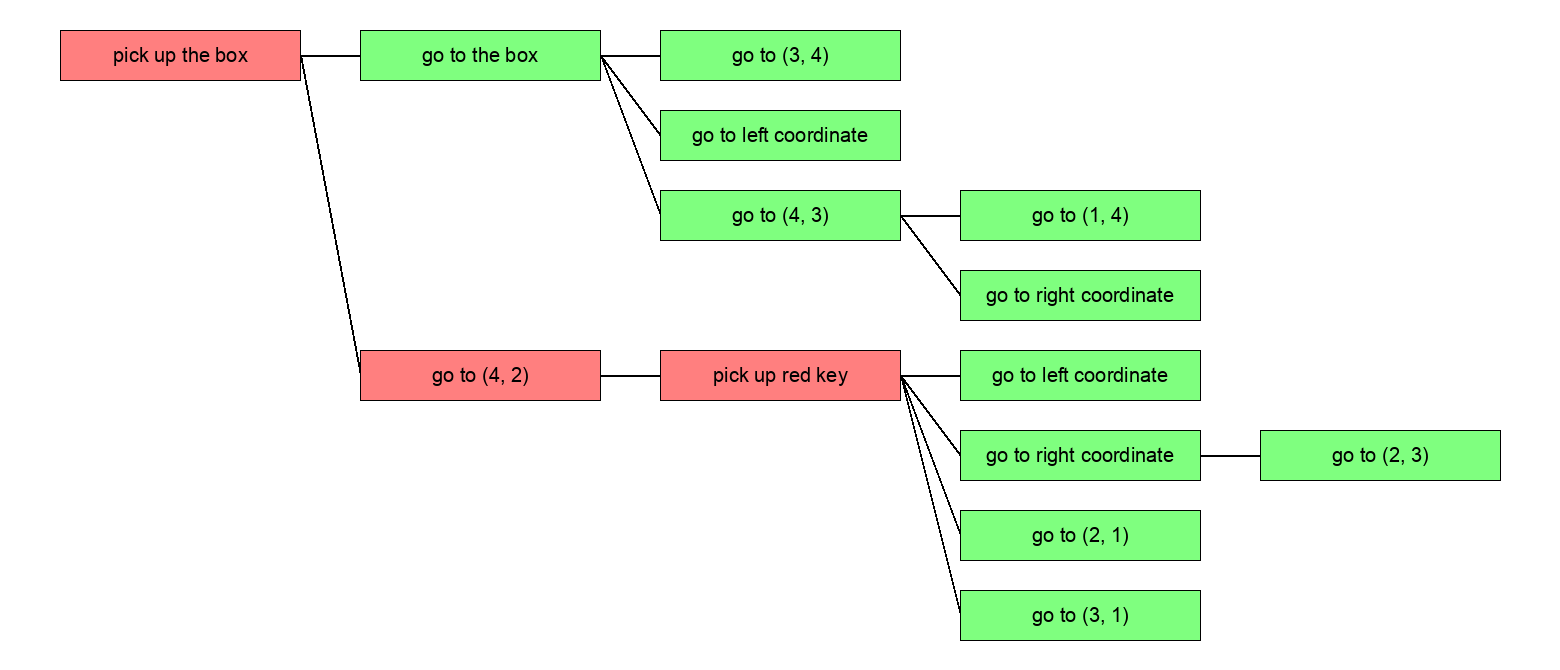 pick up the box
go to the box
go to (3, 4)
go to left coordinate
go to (4, 3)
go to (1, 4)
go to right coordinate
go to (4, 2)
pick up red key
go to left coordinate
go to right coordinate
go to (2, 3)
go to (2, 1)
go to (3, 1)